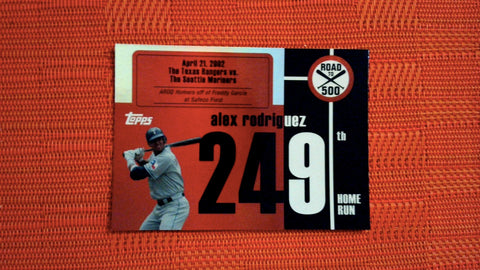 April 21, 2002
The Texas Rangers vs.
The Seattle Mariners
AROD Homers off of Freddy Garcia
at Safeco Field
ROAD
TO
500
Topps
alex rodriguez
249
th
HOME
RUN